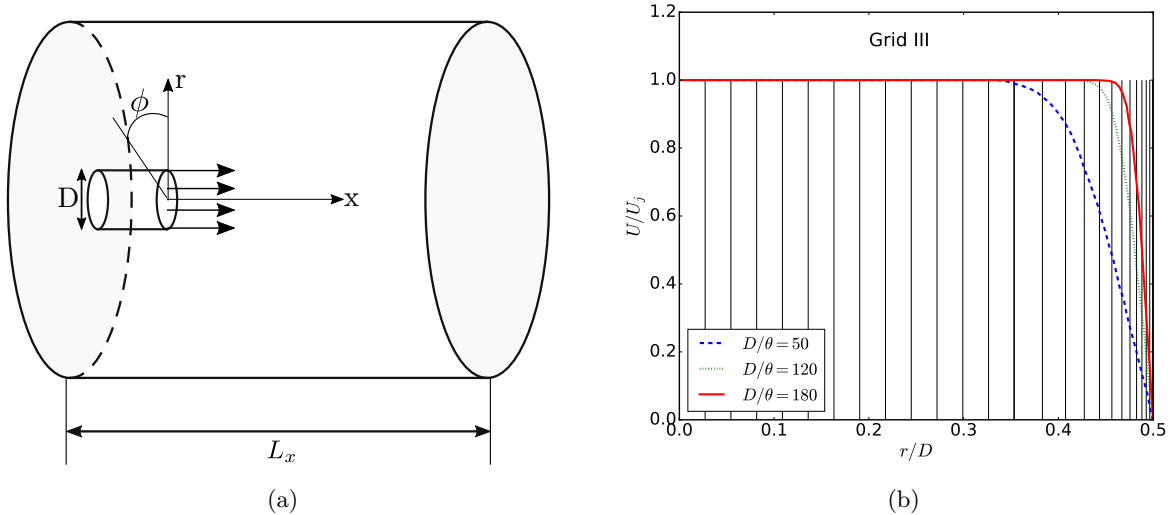 r
ϕ
D
x
L_x
(a)
1.2
1.0
0.8
0.6
0.4
0.2
0.0
U/U_j
Grid III
D/θ = 50
D/θ = 120
D/θ = 180
0.0 0.1 0.2 0.3 0.4 0.5
r/D
(b)